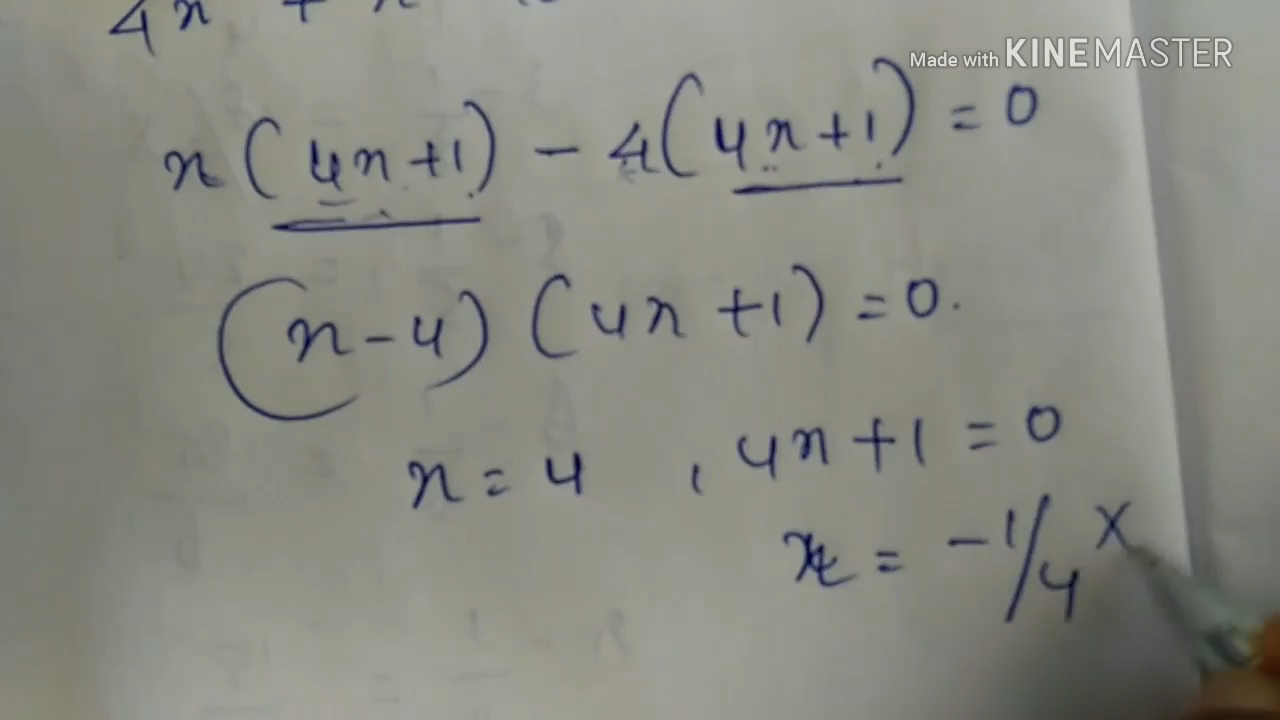 Made with KINEMASTER
x(4x+1) - 4(4x+1) = 0
(x-4) (4x+1) = 0.
x = 4 , 4x+1 = 0
x = -1/4 ×